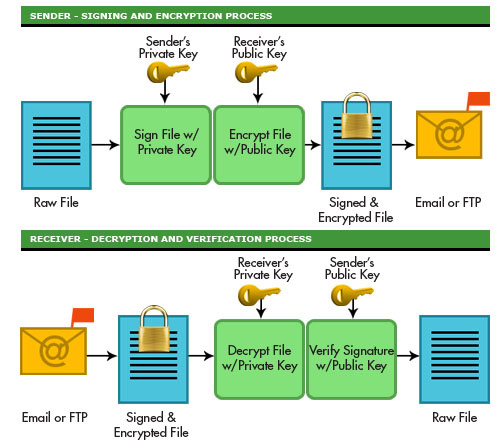 SENDER - SIGNING AND ENCRYPTION PROCESS
Sender's
Private Key
Receiver's
Public Key
Sign File w/
Private Key
Encrypt File
w/Public Key
@
Raw File
Signed &
Encrypted File
Email or FTP
RECEIVER - DECRYPTION AND VERIFICATION PROCESS
Receiver's
Private Key
Sender's
Public Key
@
Decrypt File
w/Private Key
Verify Signature
w/Public Key
Email or FTP
Signed &
Encrypted File
Raw File